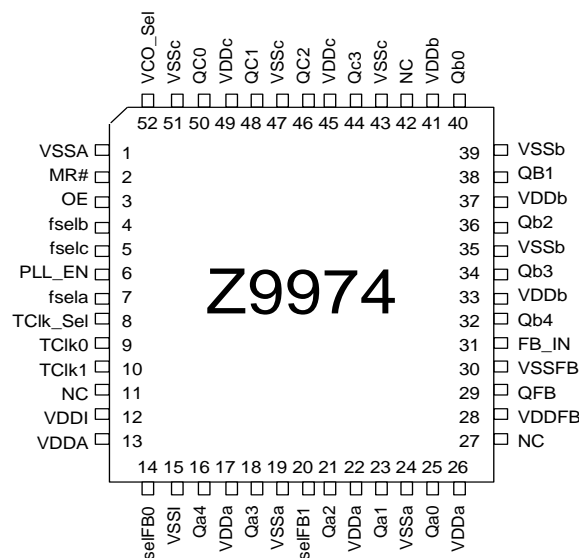 VCO_Sel VSSc QC0 VDDc QC1 VSSc QC2 VDDc Qc3 VSSc NC VDDb Qb0
52 51 50 49 48 47 46 45 44 43 42 41 40
VSSA 1 39 VSSb
MR# 2 38 QB1
OE 3 37 VDDb
fselb 4 36 Qb2
fselc 5 35 VSSb
PLL_EN 6 34 Qb3
Z9974
fsela 7 33 VDDb
TClk_Sel 8 32 Qb4
TClk0 9 31 FB_IN
TClk1 10 30 VSSFB
NC 11 29 QFB
VDDI 12 28 VDDFB
VDDA 13 27 NC
14 15 16 17 18 19 20 21 22 23 24 25 26
selFB0 VSSI Qa4 VDDa Qa3 VSSa selFB1 Qa2 VDDa Qa1 VSSa Qa0 VDDa